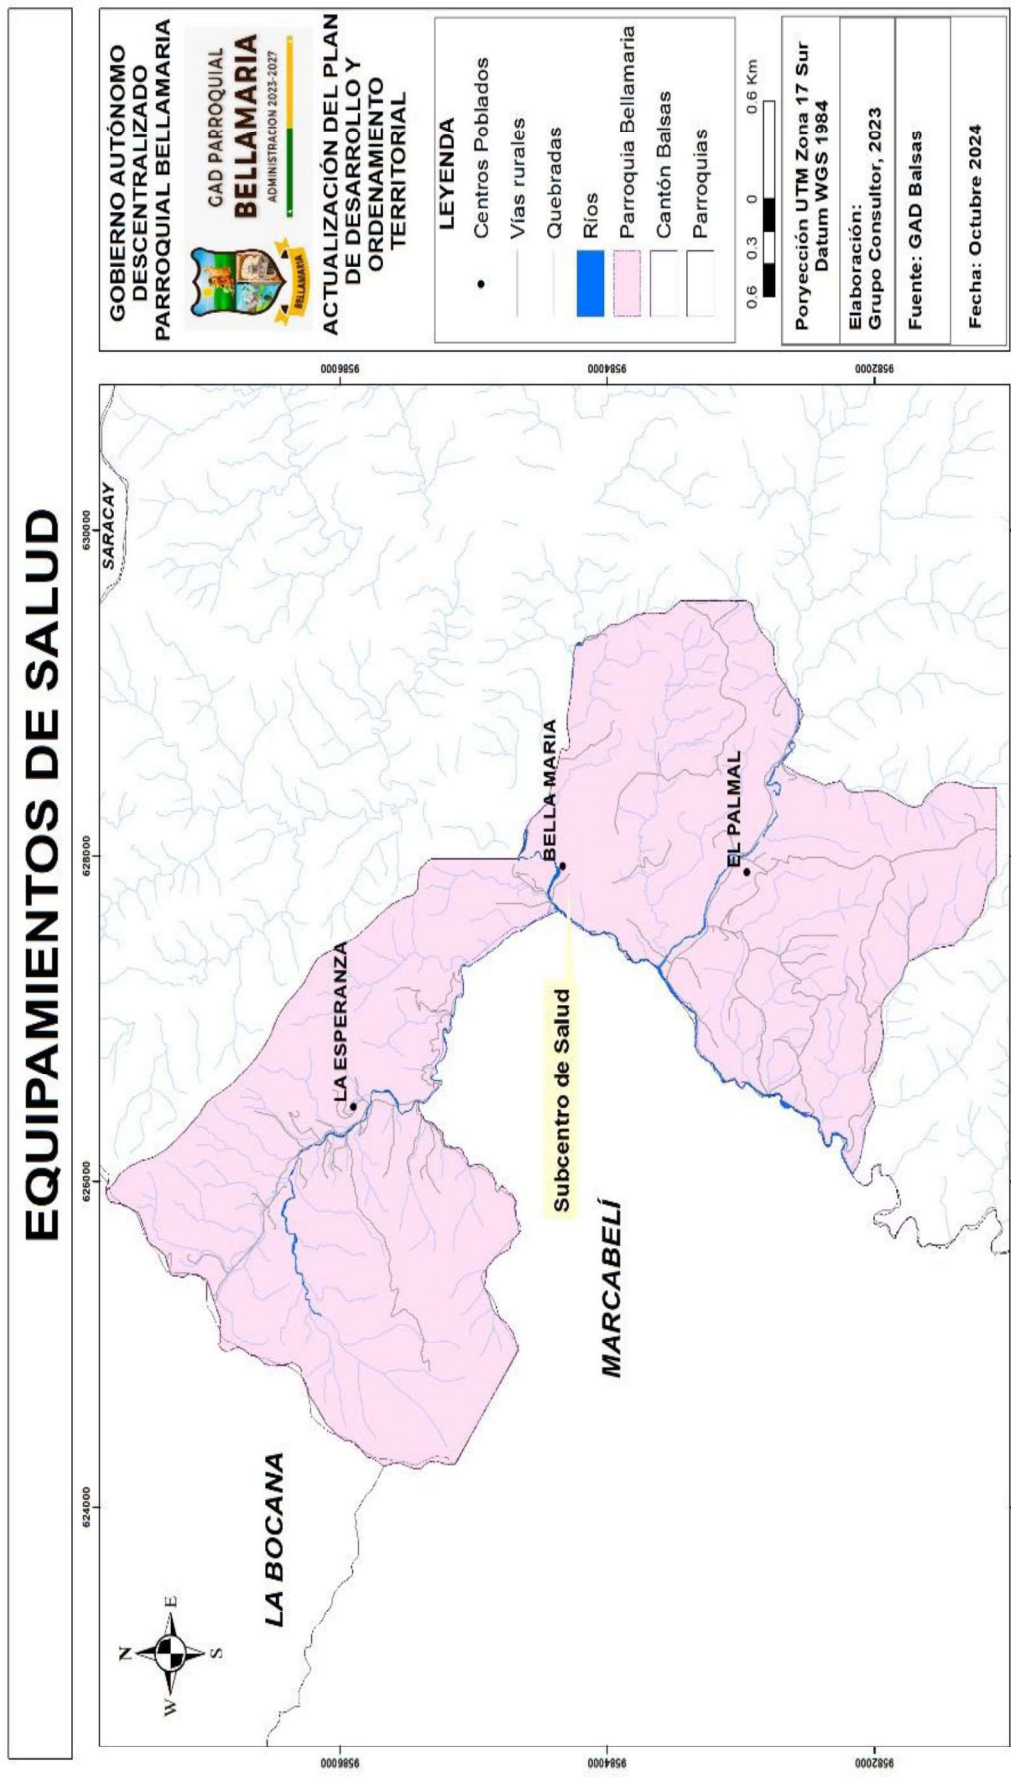 EQUIPAMIENTOS DE SALUD
624000
626000
628000
630000
9586000
9584000
9582000
9586000
9584000
9582000
N
W
E
S
SARACAY
LA BOCANA
LA ESPERANZA
BELLA MARIA
Subcentro de Salud
EL PALMAL
MARCABELÍ
GOBIERNO AUTÓNOMO
DESCENTRALIZADO
PARROQUIAL BELLAMARIA
BELLAMARIA
GAD PARROQUIAL
BELLAMARIA
ADMINISTRACION 2023-2027
ACTUALIZACIÓN DEL PLAN
DE DESARROLLO Y
ORDENAMIENTO
TERRITORIAL
LEYENDA
Centros Poblados
Vías rurales
Quebradas
Ríos
Parroquia Bellamaria
Cantón Balsas
Parroquias
0.6 0.3 0 0.6 Km
Poryección UTM Zona 17 Sur
Datum WGS 1984
Elaboración:
Grupo Consultor, 2023
Fuente: GAD Balsas
Fecha: Octubre 2024